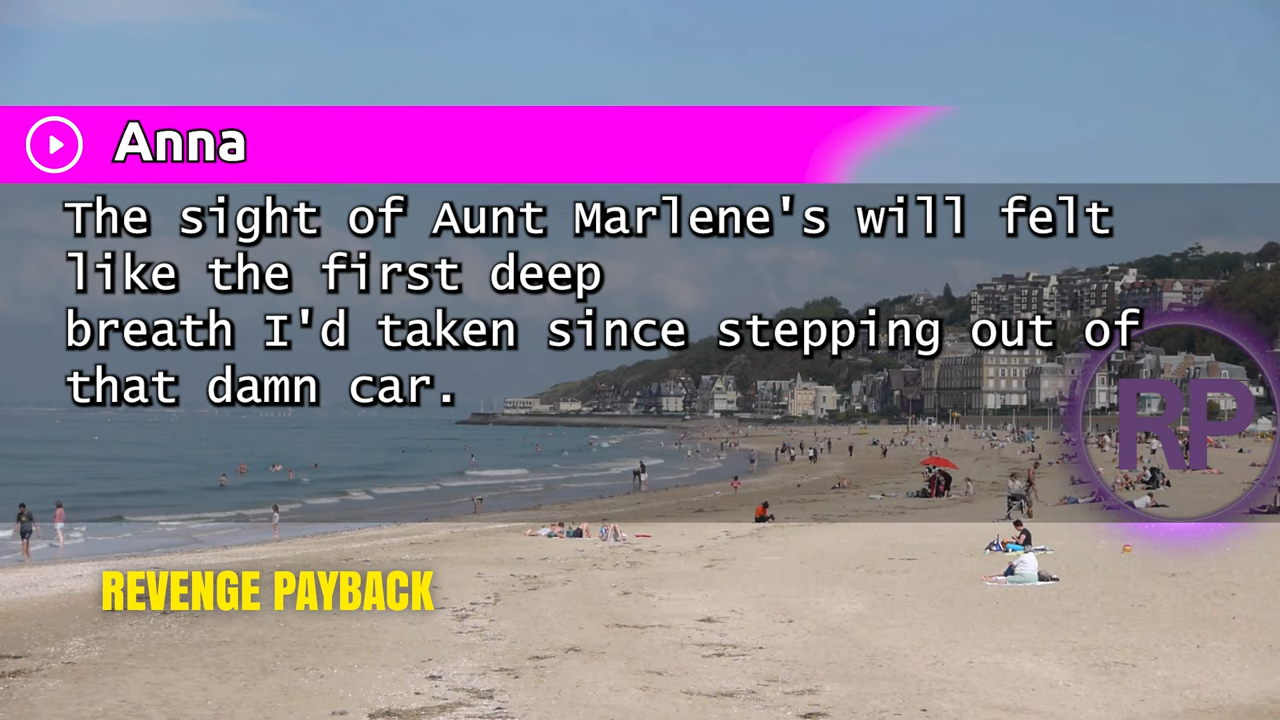 Anna
The sight of Aunt Marlene's will felt
like the first deep
breath I'd taken since stepping out of
that damn car.
RP
REVENGE PAYBACK